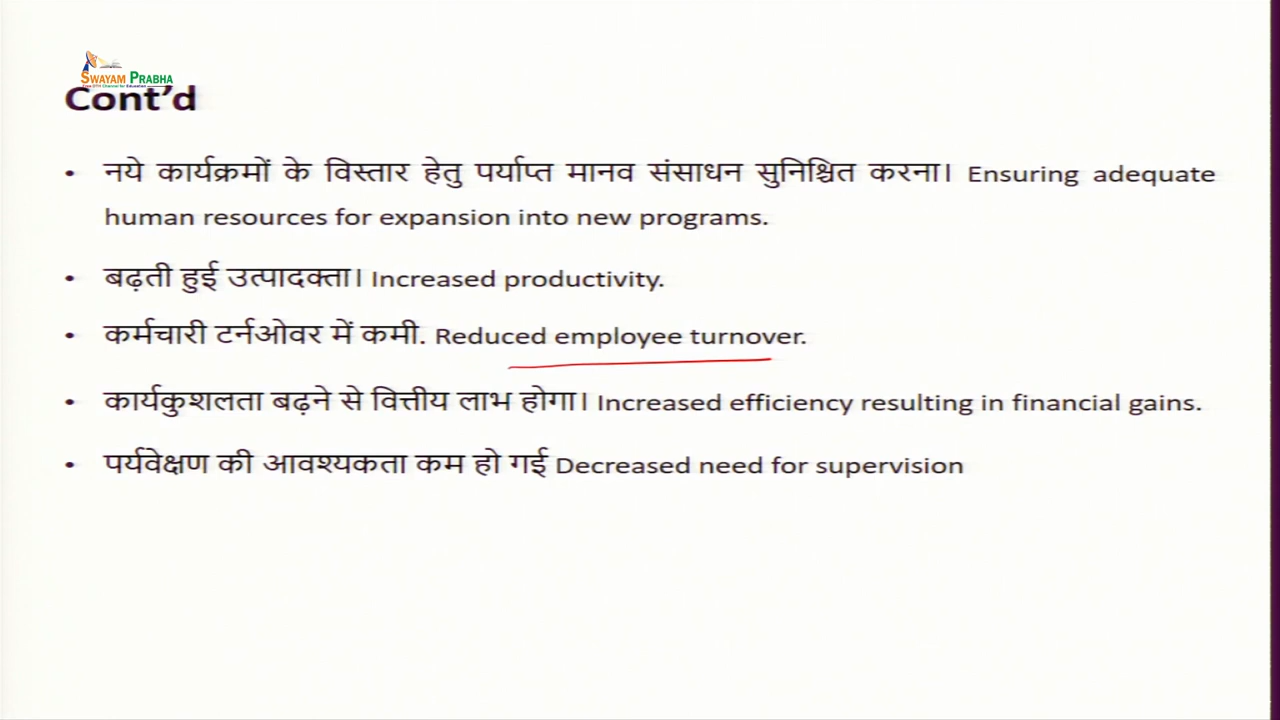 SWAYAM PRABHA
Cont'd
• नये कार्यक्रमों के विस्तार हेतु पर्याप्त मानव संसाधन सुनिश्चित करना। Ensuring adequate
human resources for expansion into new programs.
• बढ़ती हुई उत्पादक्ता। Increased productivity.
• कर्मचारी टर्नओवर में कमी. Reduced employee turnover.
• कार्यकुशलता बढ़ने से वित्तीय लाभ होगा। Increased efficiency resulting in financial gains.
• पर्यवेक्षण की आवश्यकता कम हो गई Decreased need for supervision